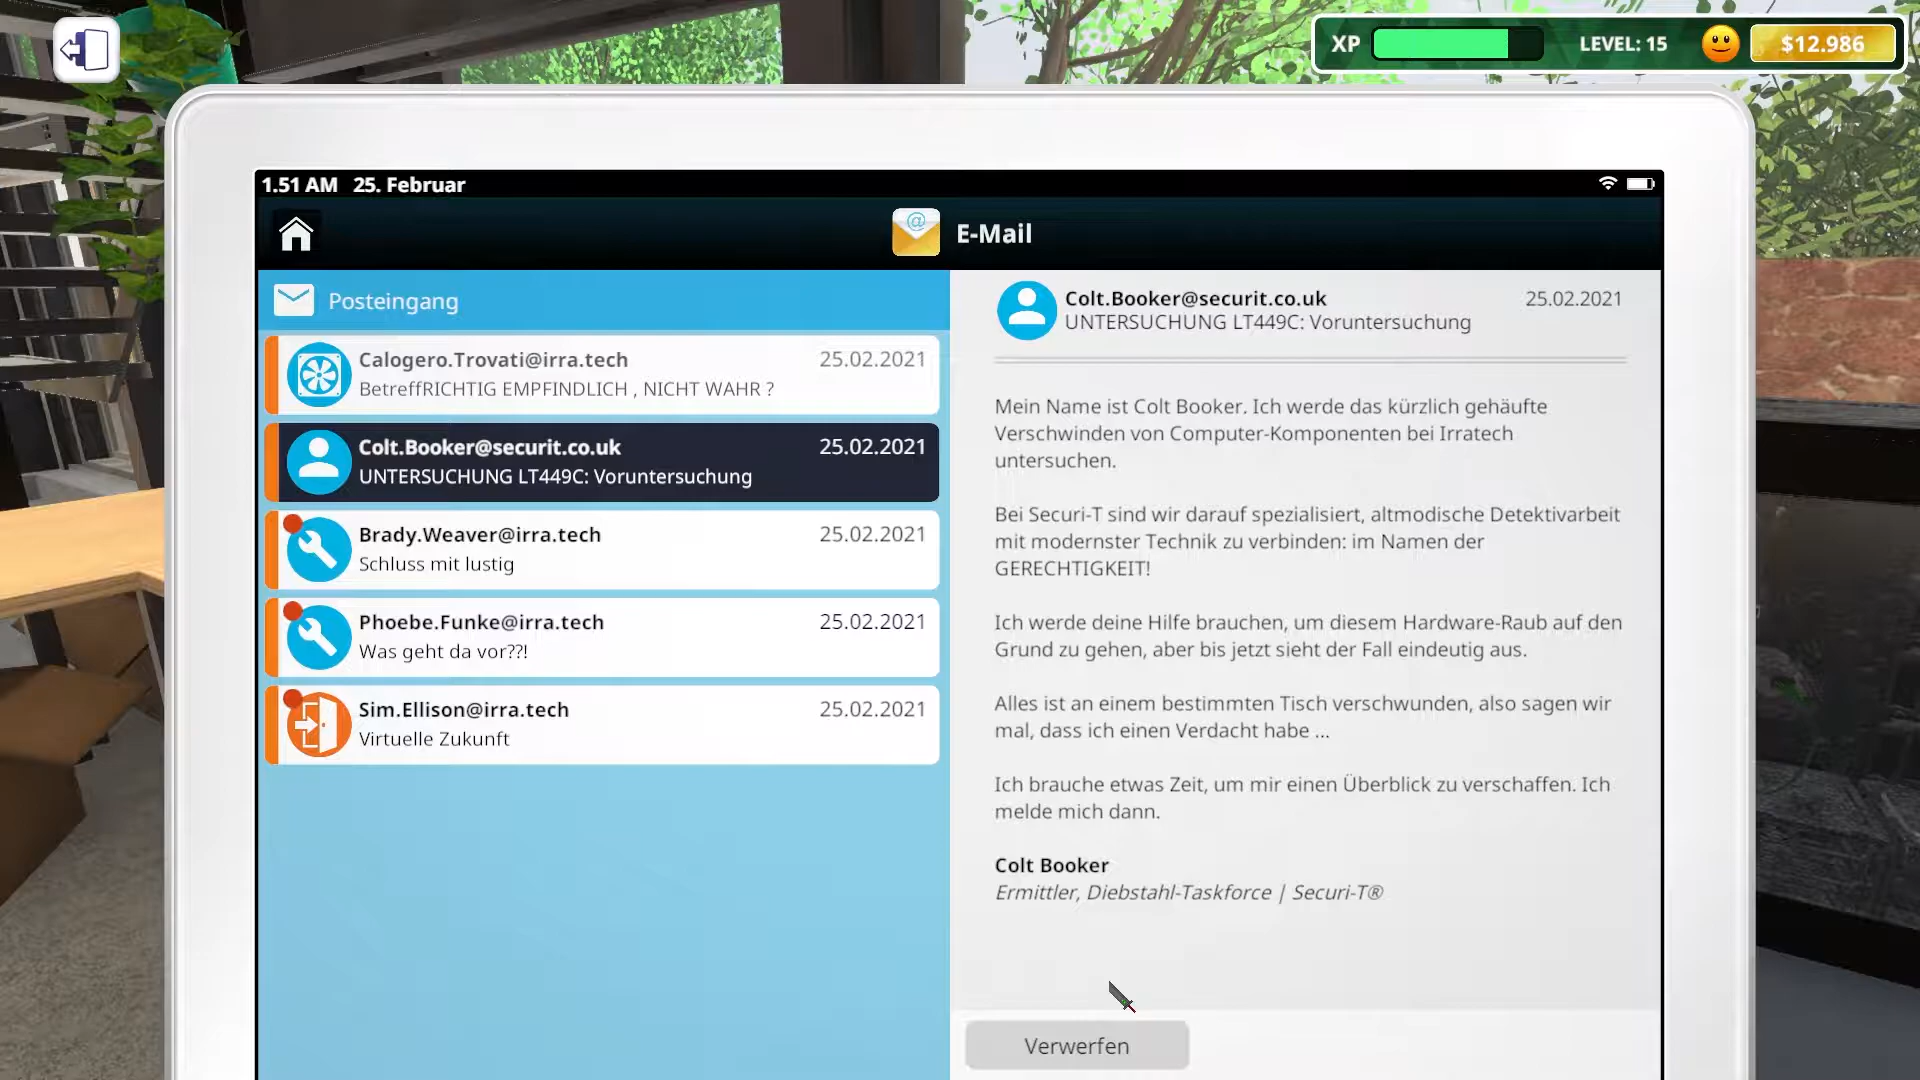 XP
LEVEL: 15
$12.986
1.51 AM 25. Februar
E-Mail
Posteingang
Calogero.Trovati@irra.tech 25.02.2021
BetreffRICHTIG EMPFINDLICH , NICHT WAHR ?
Colt.Booker@securit.co.uk 25.02.2021
UNTERSUCHUNG LT449C: Voruntersuchung
Brady.Weaver@irra.tech 25.02.2021
Schluss mit lustig
Phoebe.Funke@irra.tech 25.02.2021
Was geht da vor??!
Sim.Ellison@irra.tech 25.02.2021
Virtuelle Zukunft
Colt.Booker@securit.co.uk 25.02.2021
UNTERSUCHUNG LT449C: Voruntersuchung
Mein Name ist Colt Booker. Ich werde das kürzlich gehäufte
Verschwinden von Computer-Komponenten bei Irratech
untersuchen.
Bei Securi-T sind wir darauf spezialisiert, altmodische Detektivarbeit
mit modernster Technik zu verbinden: im Namen der
GERECHTIGKEIT!
Ich werde deine Hilfe brauchen, um diesem Hardware-Raub auf den
Grund zu gehen, aber bis jetzt sieht der Fall eindeutig aus.
Alles ist an einem bestimmten Tisch verschwunden, also sagen wir
mal, dass ich einen Verdacht habe ...
Ich brauche etwas Zeit, um mir einen Überblick zu verschaffen. Ich
melde mich dann.
Colt Booker
Ermittler, Diebstahl-Taskforce | Securi-T®
Verwerfen